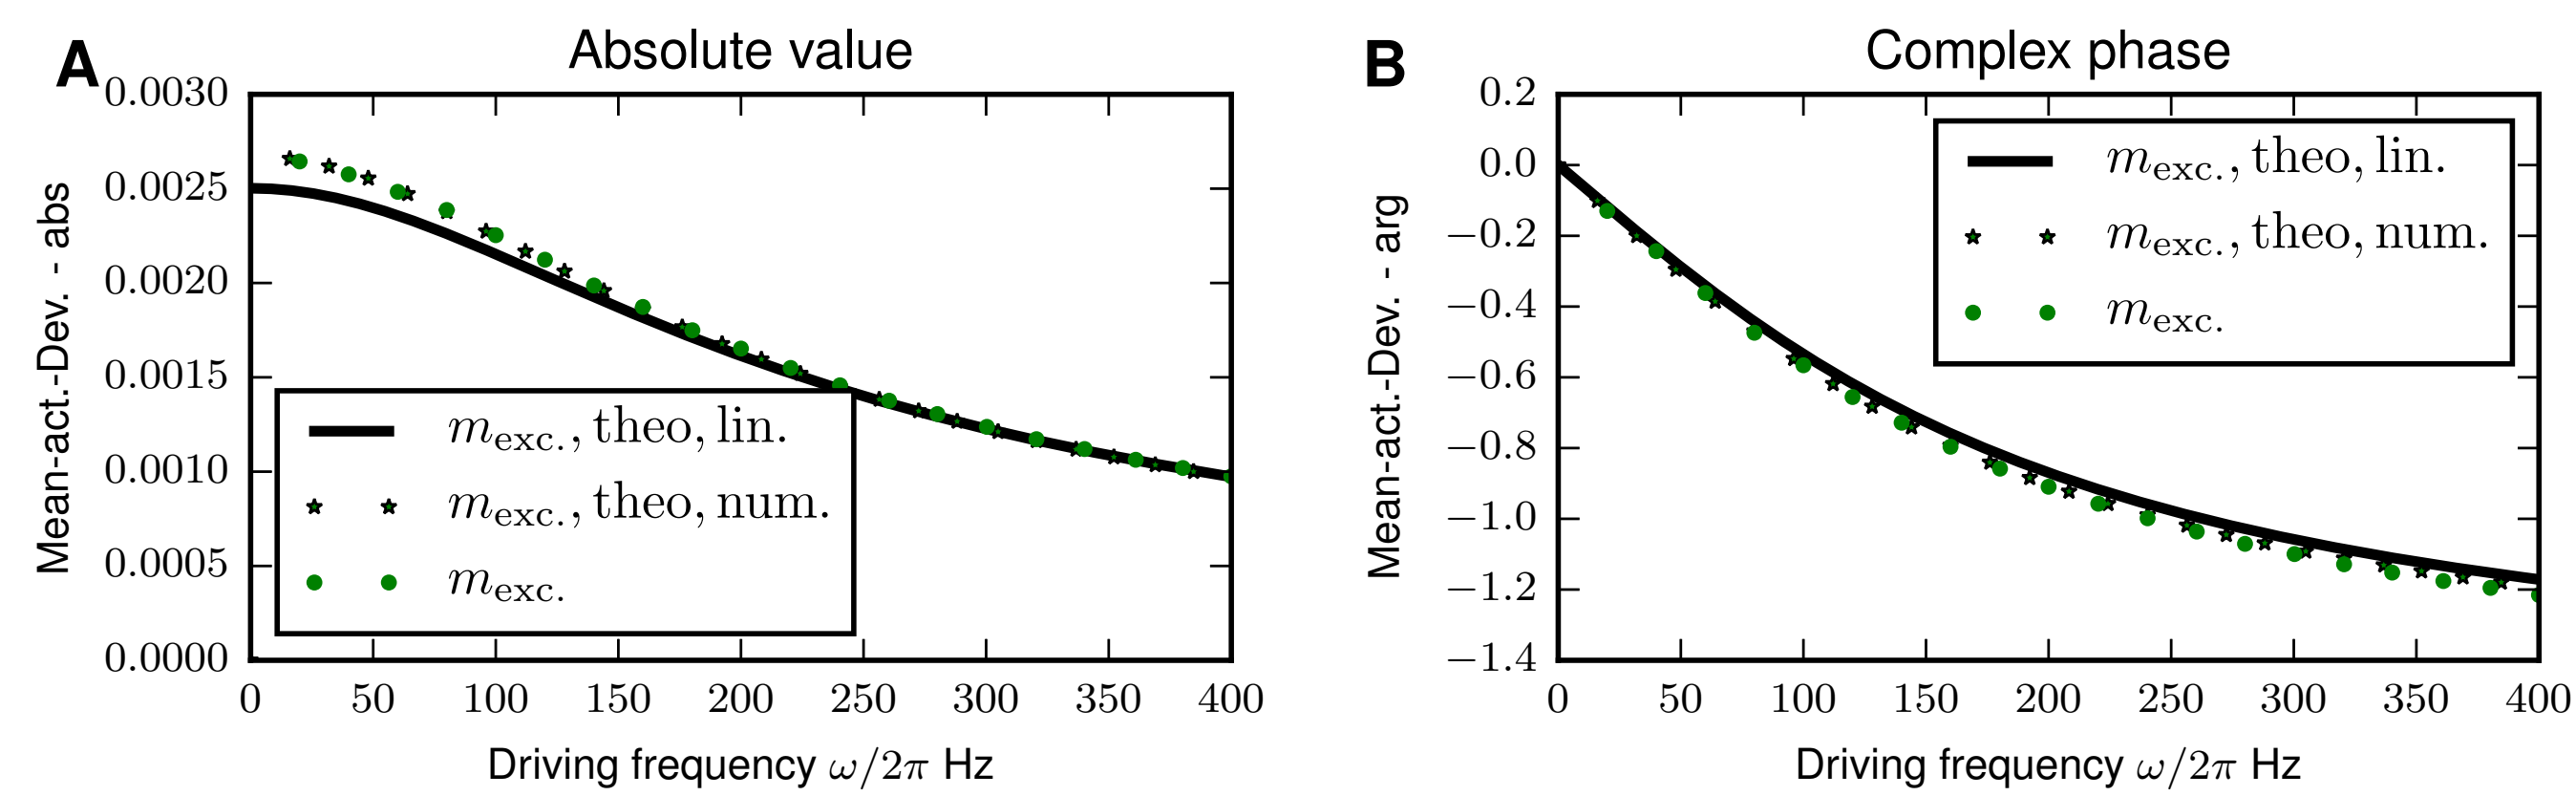 A
Absolute value
0.0030
0.0025
0.0020
0.0015
0.0010
0.0005
0.0000
Mean-act.-Dev. - abs
m_exc., theo, lin.
m_exc., theo, num.
m_exc.
0 50 100 150 200 250 300 350 400
Driving frequency ω/2π Hz
B
Complex phase
0.2
0.0
−0.2
−0.4
−0.6
−0.8
−1.0
−1.2
−1.4
Mean-act.-Dev. - arg
m_exc., theo, lin.
m_exc., theo, num.
m_exc.
0 50 100 150 200 250 300 350 400
Driving frequency ω/2π Hz